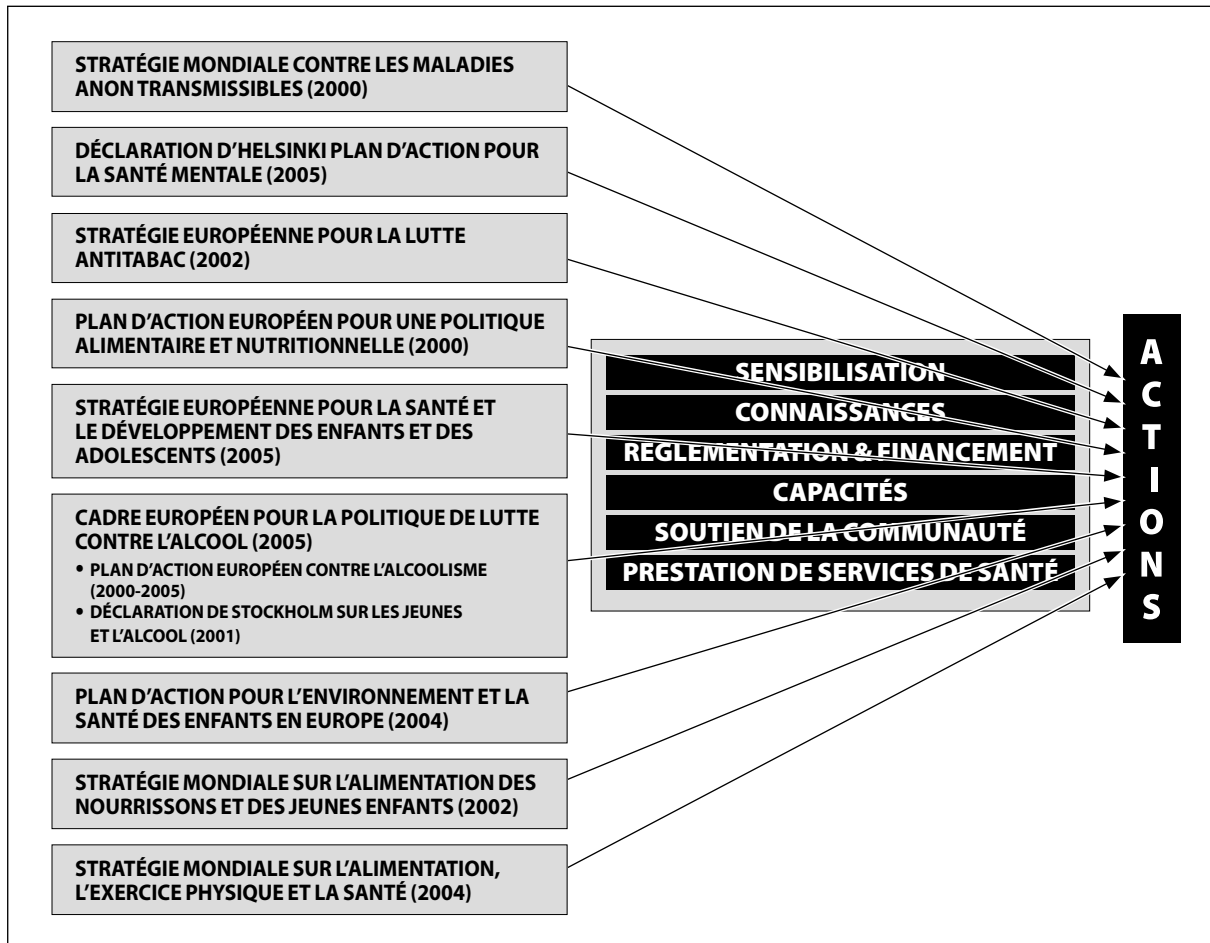 STRATÉGIE MONDIALE CONTRE LES MALADIES
ANON TRANSMISSIBLES (2000)
DÉCLARATION D’HELSINKI PLAN D’ACTION POUR
LA SANTÉ MENTALE (2005)
STRATÉGIE EUROPÉENNE POUR LA LUTTE
ANTITABAC (2002)
PLAN D’ACTION EUROPÉEN POUR UNE POLITIQUE
ALIMENTAIRE ET NUTRITIONNELLE (2000)
STRATÉGIE EUROPÉENNE POUR LA SANTÉ ET
LE DÉVELOPPEMENT DES ENFANTS ET DES
ADOLESCENTS (2005)
CADRE EUROPÉEN POUR LA POLITIQUE DE LUTTE
CONTRE L’ALCOOL (2005)
• PLAN D’ACTION EUROPÉEN CONTRE L’ALCOOLISME
(2000-2005)
• DÉCLARATION DE STOCKHOLM SUR LES JEUNES
ET L’ALCOOL (2001)
PLAN D’ACTION POUR L’ENVIRONNEMENT ET LA
SANTÉ DES ENFANTS EN EUROPE (2004)
STRATÉGIE MONDIALE SUR L’ALIMENTATION DES
NOURRISSONS ET DES JEUNES ENFANTS (2002)
STRATÉGIE MONDIALE SUR L’ALIMENTATION,
L’EXERCICE PHYSIQUE ET LA SANTÉ (2004)
SENSIBILISATION
CONNAISSANCES
RÉGLEMENTATION & FINANCEMENT
CAPACITÉS
SOUTIEN DE LA COMMUNAUTÉ
PRESTATION DE SERVICES DE SANTÉ
ACTIONS